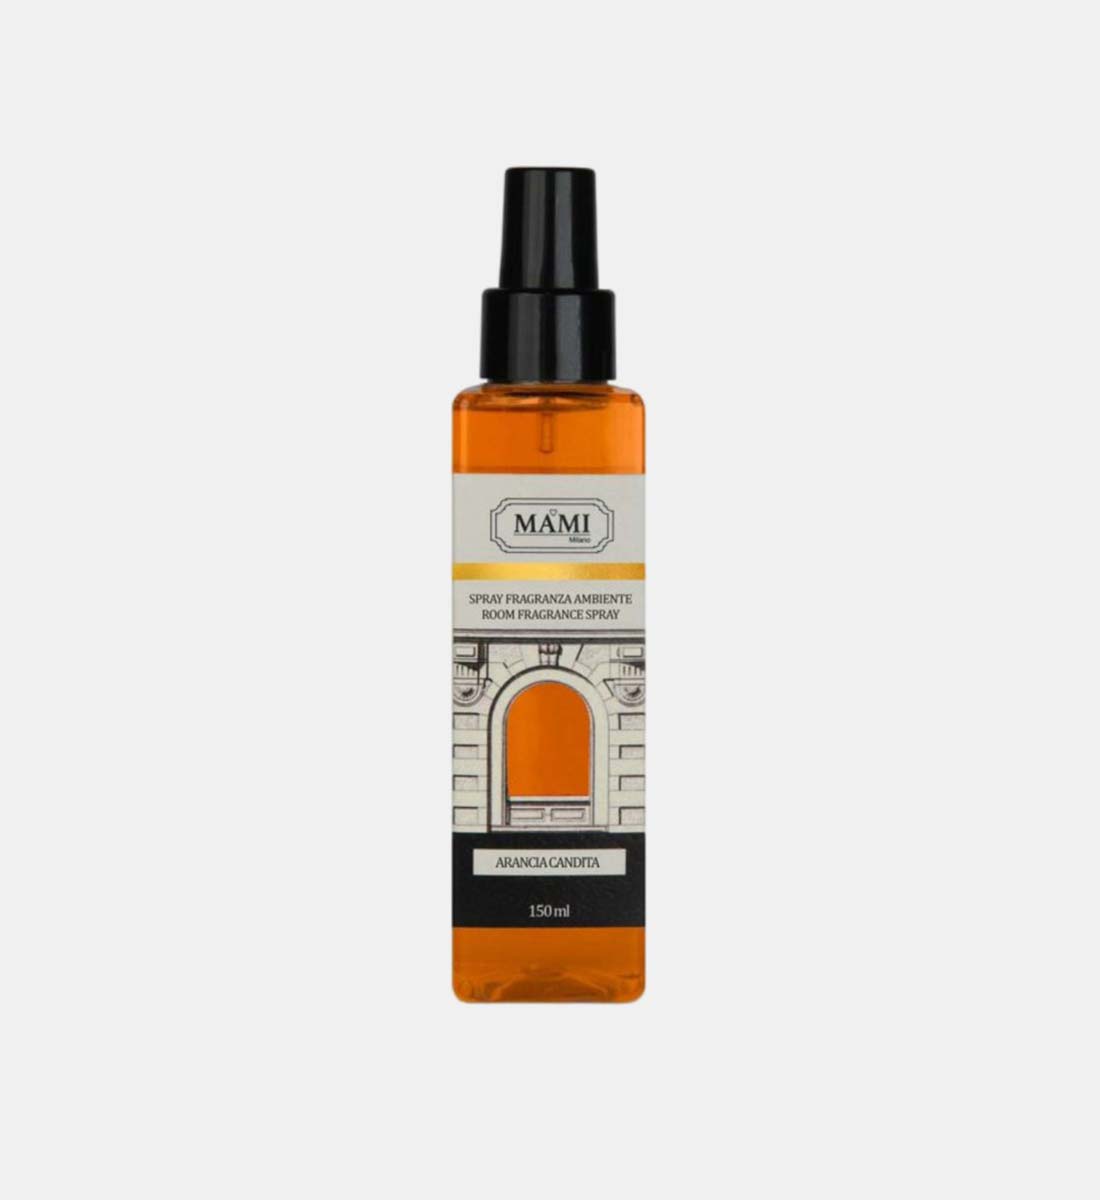 MAMI
Milano
SPRAY FRAGRANZA AMBIENTE
ROOM FRAGRANCE SPRAY
ARANCIA CANDITA
150 ml